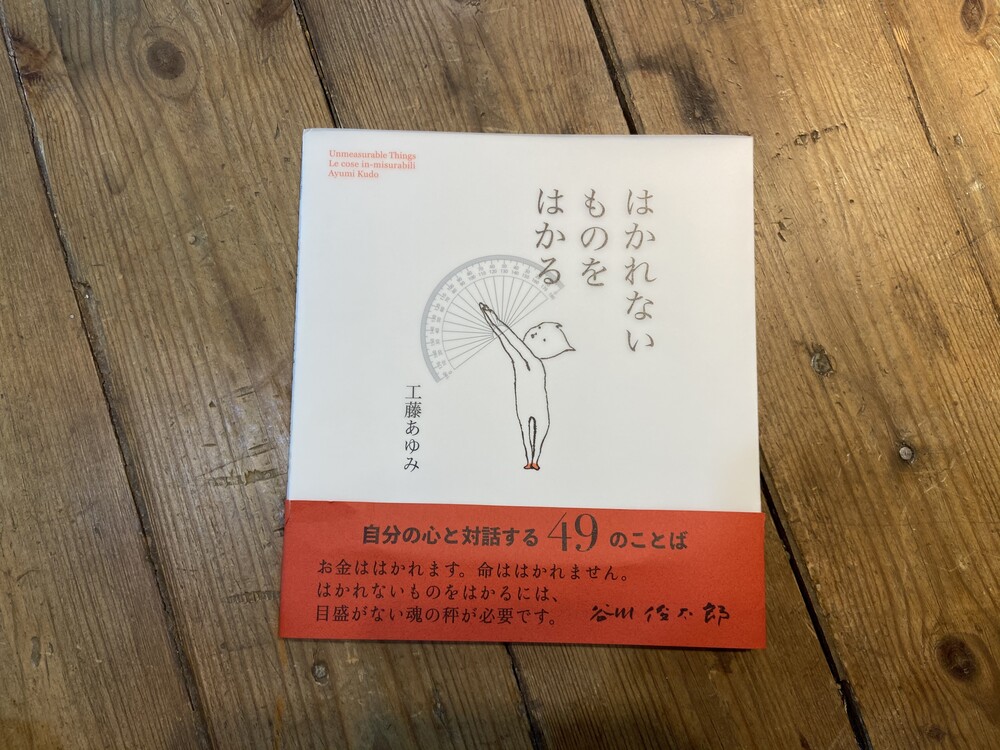 Unmeasurable Things
Le cose in-misurabili
Ayumi Kudo
はかれない
ものを
はかる
工藤あゆみ
自分の心と対話する49のことば
お金ははかれます。命ははかれません。
はかれないものをはかるには、
目盛がない魂の秤が必要です。
谷川俊太郎